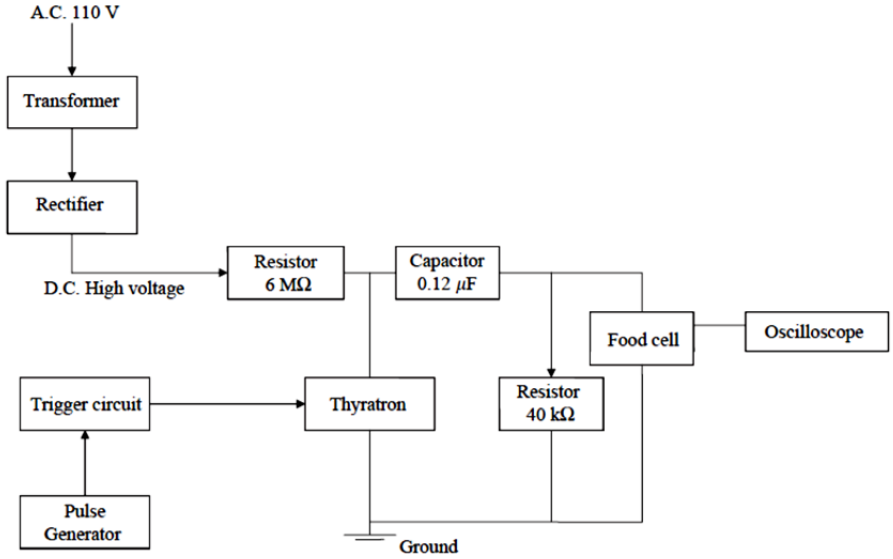 A.C. 110 V
Transformer
Rectifier
D.C. High voltage
Resistor
6 MΩ
Capacitor
0.12 μF
Food cell
Oscilloscope
Trigger circuit
Thyratron
Resistor
40 kΩ
Pulse
Generator
Ground